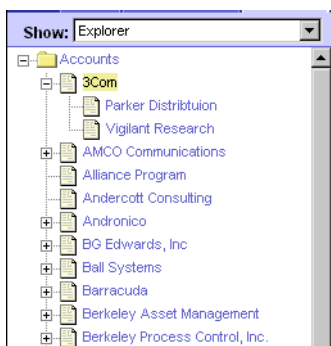 Show: Explorer
Accounts
3Com
Parker Distribtuion
Vigilant Research
AMCO Communications
Alliance Program
Andercott Consulting
Andronico
BG Edwards, Inc
Ball Systems
Barracuda
Berkeley Asset Management
Berkeley Process Control, Inc.